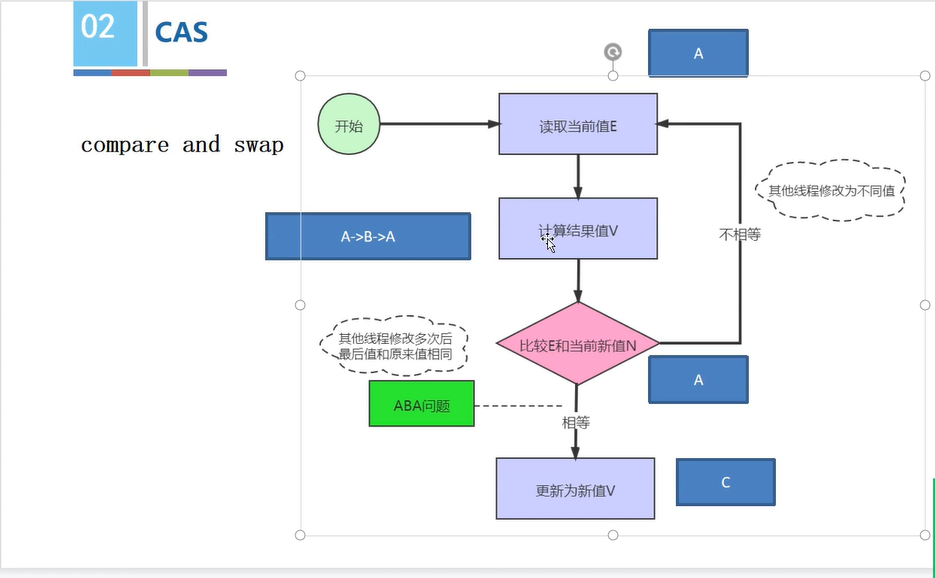 02
CAS
A
开始
读取当前值E
compare and swap
其他线程修改为不同值
A->B->A
计算结果值V
不相等
其他线程修改多次后
最后值和原来值相同
比较E和当前新值N
A
ABA问题
相等
更新为新值V
C